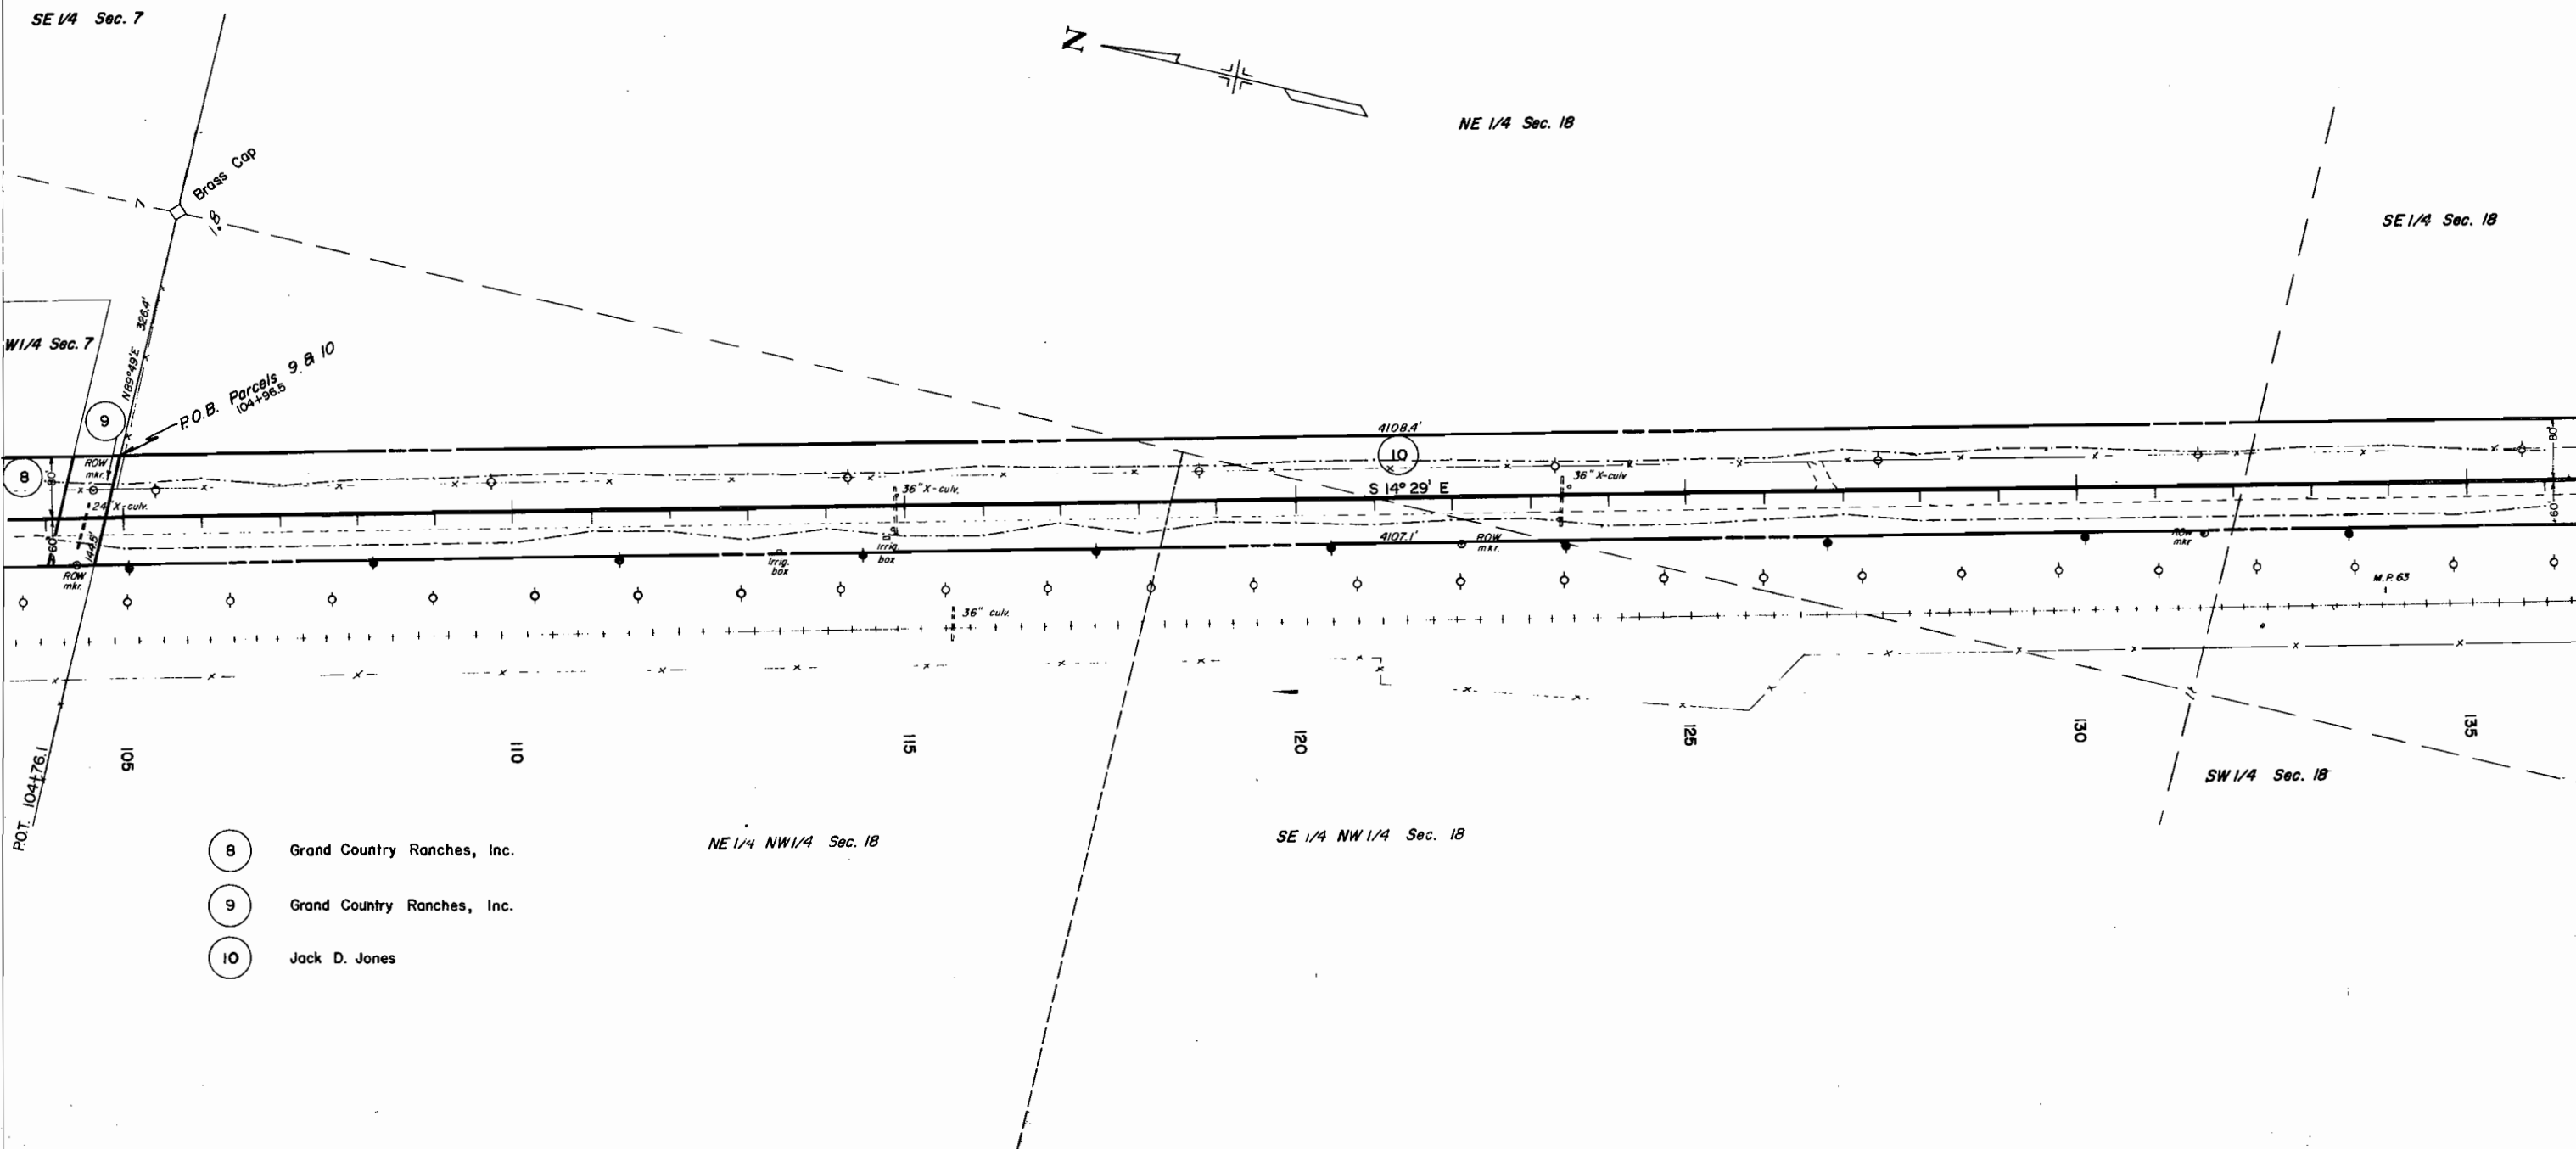 SE 1/4 Sec. 7
N
NE 1/4 Sec. 18
Brass Cap
7
18
SE 1/4 Sec. 18
W1/4 Sec. 7
N89°49'E 326.4'
9
P.O.B. Parcels 9 & 10
104+96.5
4108.4'
10
8
ROW
mkr.
80'
80'
24" X-culv.
36" X-culv.
S 14° 29' E
36" X-culv
60'
144.5'
60'
4107.1'
ROW
mkr.
ROW
mkr
Irrig.
box
Irrig.
box
ROW
mkr.
M.P. 63
36" culv.
105
110
115
120
125
130
135
P.O.T. 104+76.1
SW 1/4 Sec. 18
NE 1/4 NW1/4 Sec. 18
SE 1/4 NW 1/4 Sec. 18
8 Grand Country Ranches, Inc.
9 Grand Country Ranches, Inc.
10 Jack D. Jones